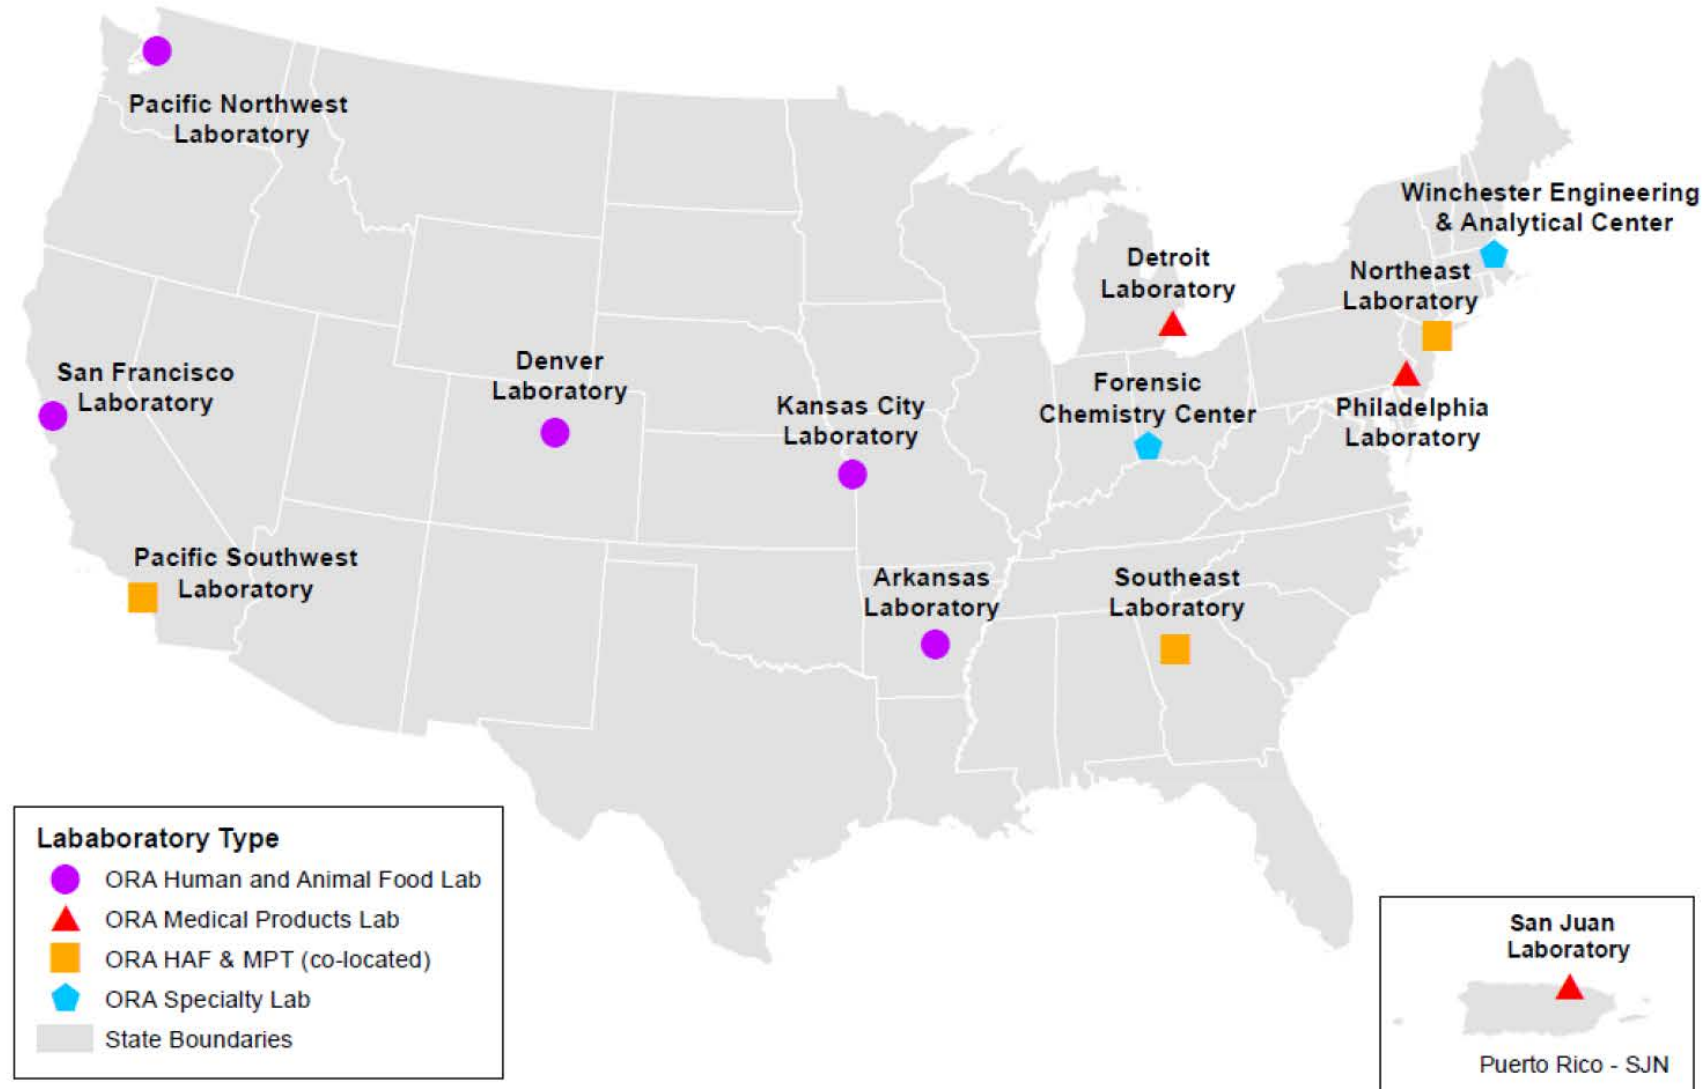 Pacific Northwest
Laboratory
Winchester Engineering
& Analytical Center
Detroit
Laboratory
Northeast
Laboratory
San Francisco
Laboratory
Denver
Laboratory
Kansas City
Laboratory
Forensic
Chemistry Center
Philadelphia
Laboratory
Pacific Southwest
Laboratory
Arkansas
Laboratory
Southeast
Laboratory
Lababoratory Type
ORA Human and Animal Food Lab
ORA Medical Products Lab
ORA HAF & MPT (co-located)
ORA Specialty Lab
State Boundaries
San Juan
Laboratory
Puerto Rico - SJN